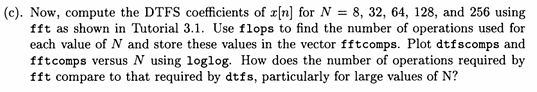 (c). Now, compute the DTFS coefficients of x[n] for N = 8, 32, 64, 128, and 256 using
fft as shown in Tutorial 3.1. Use flops to find the number of operations used for
each value of N and store these values in the vector fftcomps. Plot dtfscomps and
fftcomps versus N using loglog. How does the number of operations required by
fft compare to that required by dtfs, particularly for large values of N?